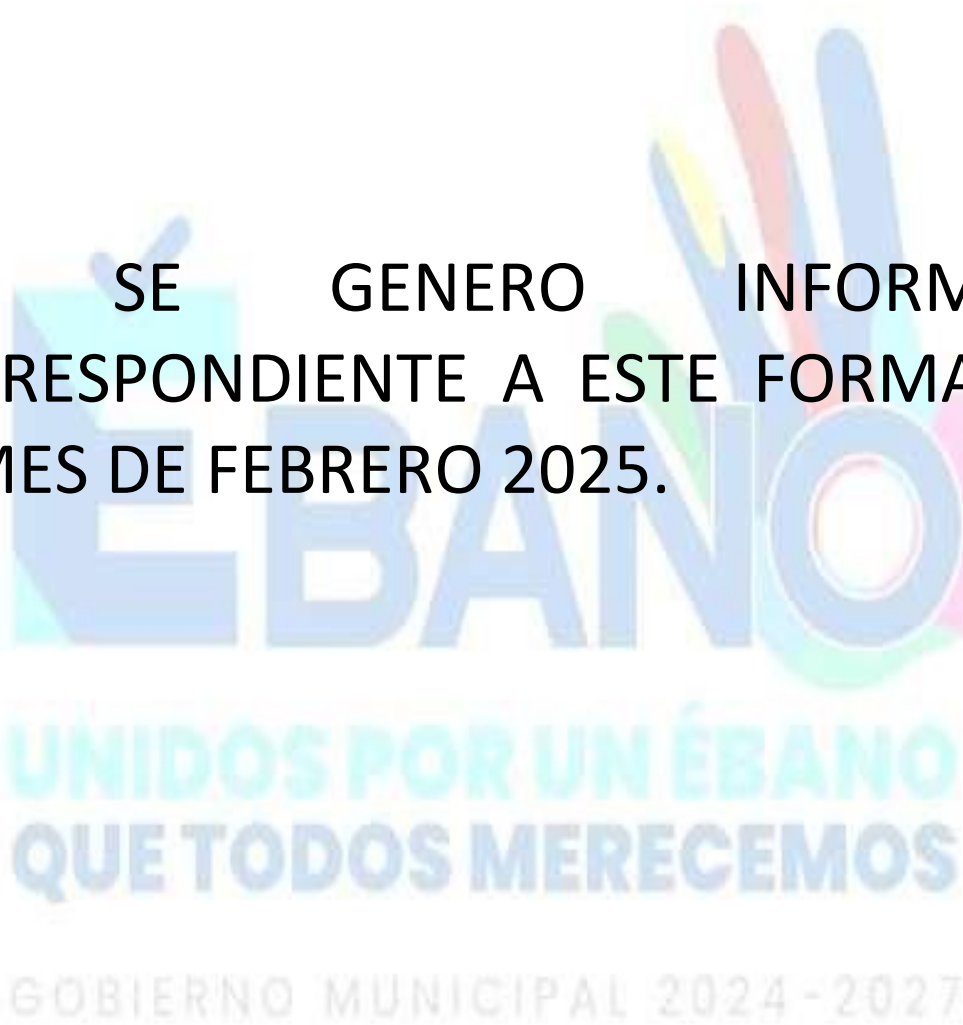 SE GENERO INFORM
RESPONDIENTE A ESTE FORMA
MES DE FEBRERO 2025.
ÉBANO
UNIDOS POR UN ÉBANO
QUE TODOS MERECEMOS
GOBIERNO MUNICIPAL 2024-2027